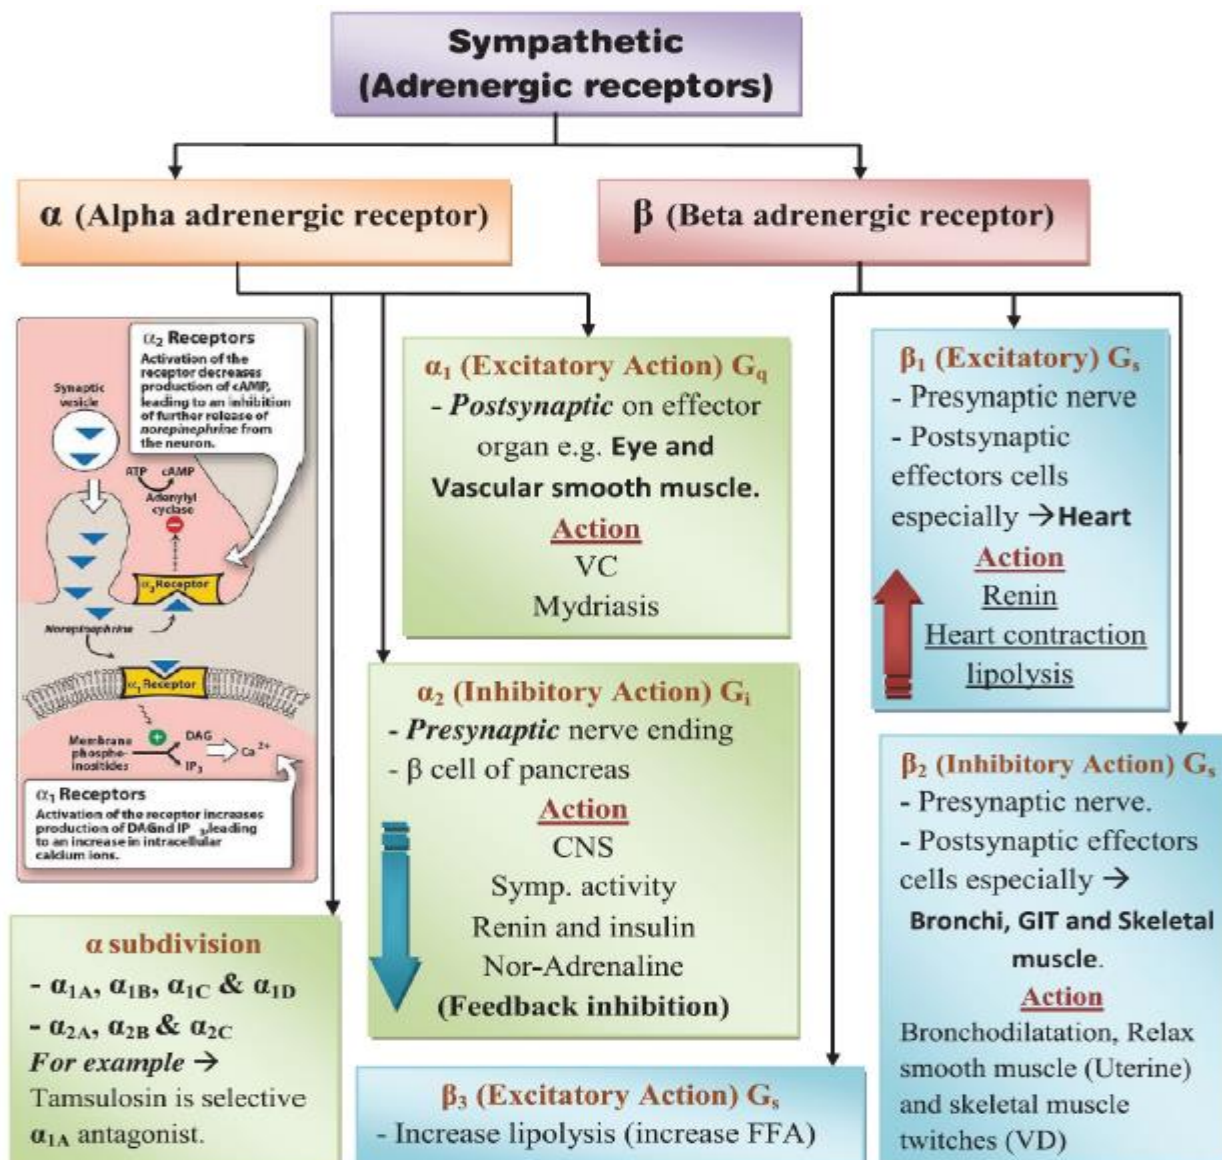 Sympathetic
(Adrenergic receptors)
α (Alpha adrenergic receptor)
β (Beta adrenergic receptor)
α2 Receptors
Activation of the
receptor decreases
production of cAMP,
leading to an inhibition
of further release of
norepinephrine from
the neuron.
Synaptic
vesicle
ATP cAMP
Adenylyl
cyclase
α2 Receptor
Norepinephrine
α1 Receptor
Membrane
phospho-
inositides
DAG
IP3
Ca 2+
α1 Receptors
Activation of the receptor increases
production of DAGnd IP 3,leading
to an increase in intracellular
calcium ions.
α subdivision
- α1A, α1B, α1C & α1D
- α2A, α2B & α2C
For example →
Tamsulosin is selective
α1A antagonist.
α1 (Excitatory Action) Gq
- Postsynaptic on effector
organ e.g. Eye and
Vascular smooth muscle.
Action
VC
Mydriasis
α2 (Inhibitory Action) Gi
- Presynaptic nerve ending
- β cell of pancreas
Action
CNS
Symp. activity
Renin and insulin
Nor-Adrenaline
(Feedback inhibition)
β1 (Excitatory) Gs
- Presynaptic nerve
- Postsynaptic
effectors cells
especially →Heart
Action
Renin
Heart contraction
lipolysis
β2 (Inhibitory Action) Gs
- Presynaptic nerve.
- Postsynaptic effectors
cells especially →
Bronchi, GIT and Skeletal
muscle.
Action
Bronchodilatation, Relax
smooth muscle (Uterine)
and skeletal muscle
twitches (VD)
β3 (Excitatory Action) Gs
- Increase lipolysis (increase FFA)